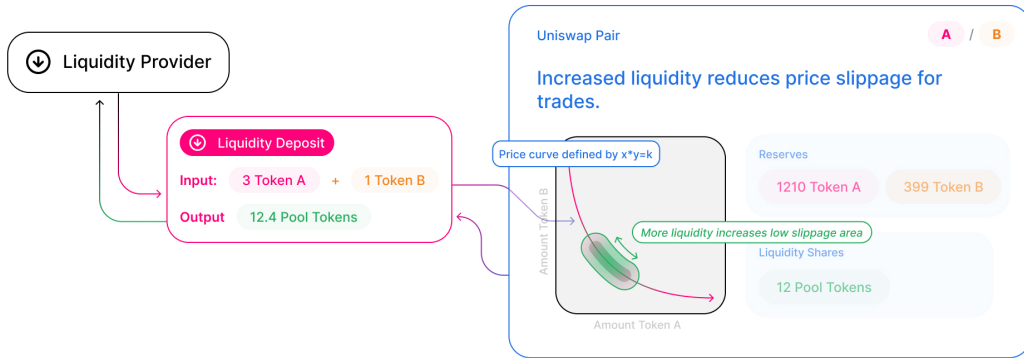 Liquidity Provider
Liquidity Deposit
Input: 3 Token A + 1 Token B
Output 12.4 Pool Tokens
Uniswap Pair A / B
Increased liquidity reduces price slippage for
trades.
Price curve defined by x*y=k
Amount Token B
More liquidity increases low slippage area
Amount Token A
Reserves
1210 Token A 399 Token B
Liquidity Shares
12 Pool Tokens